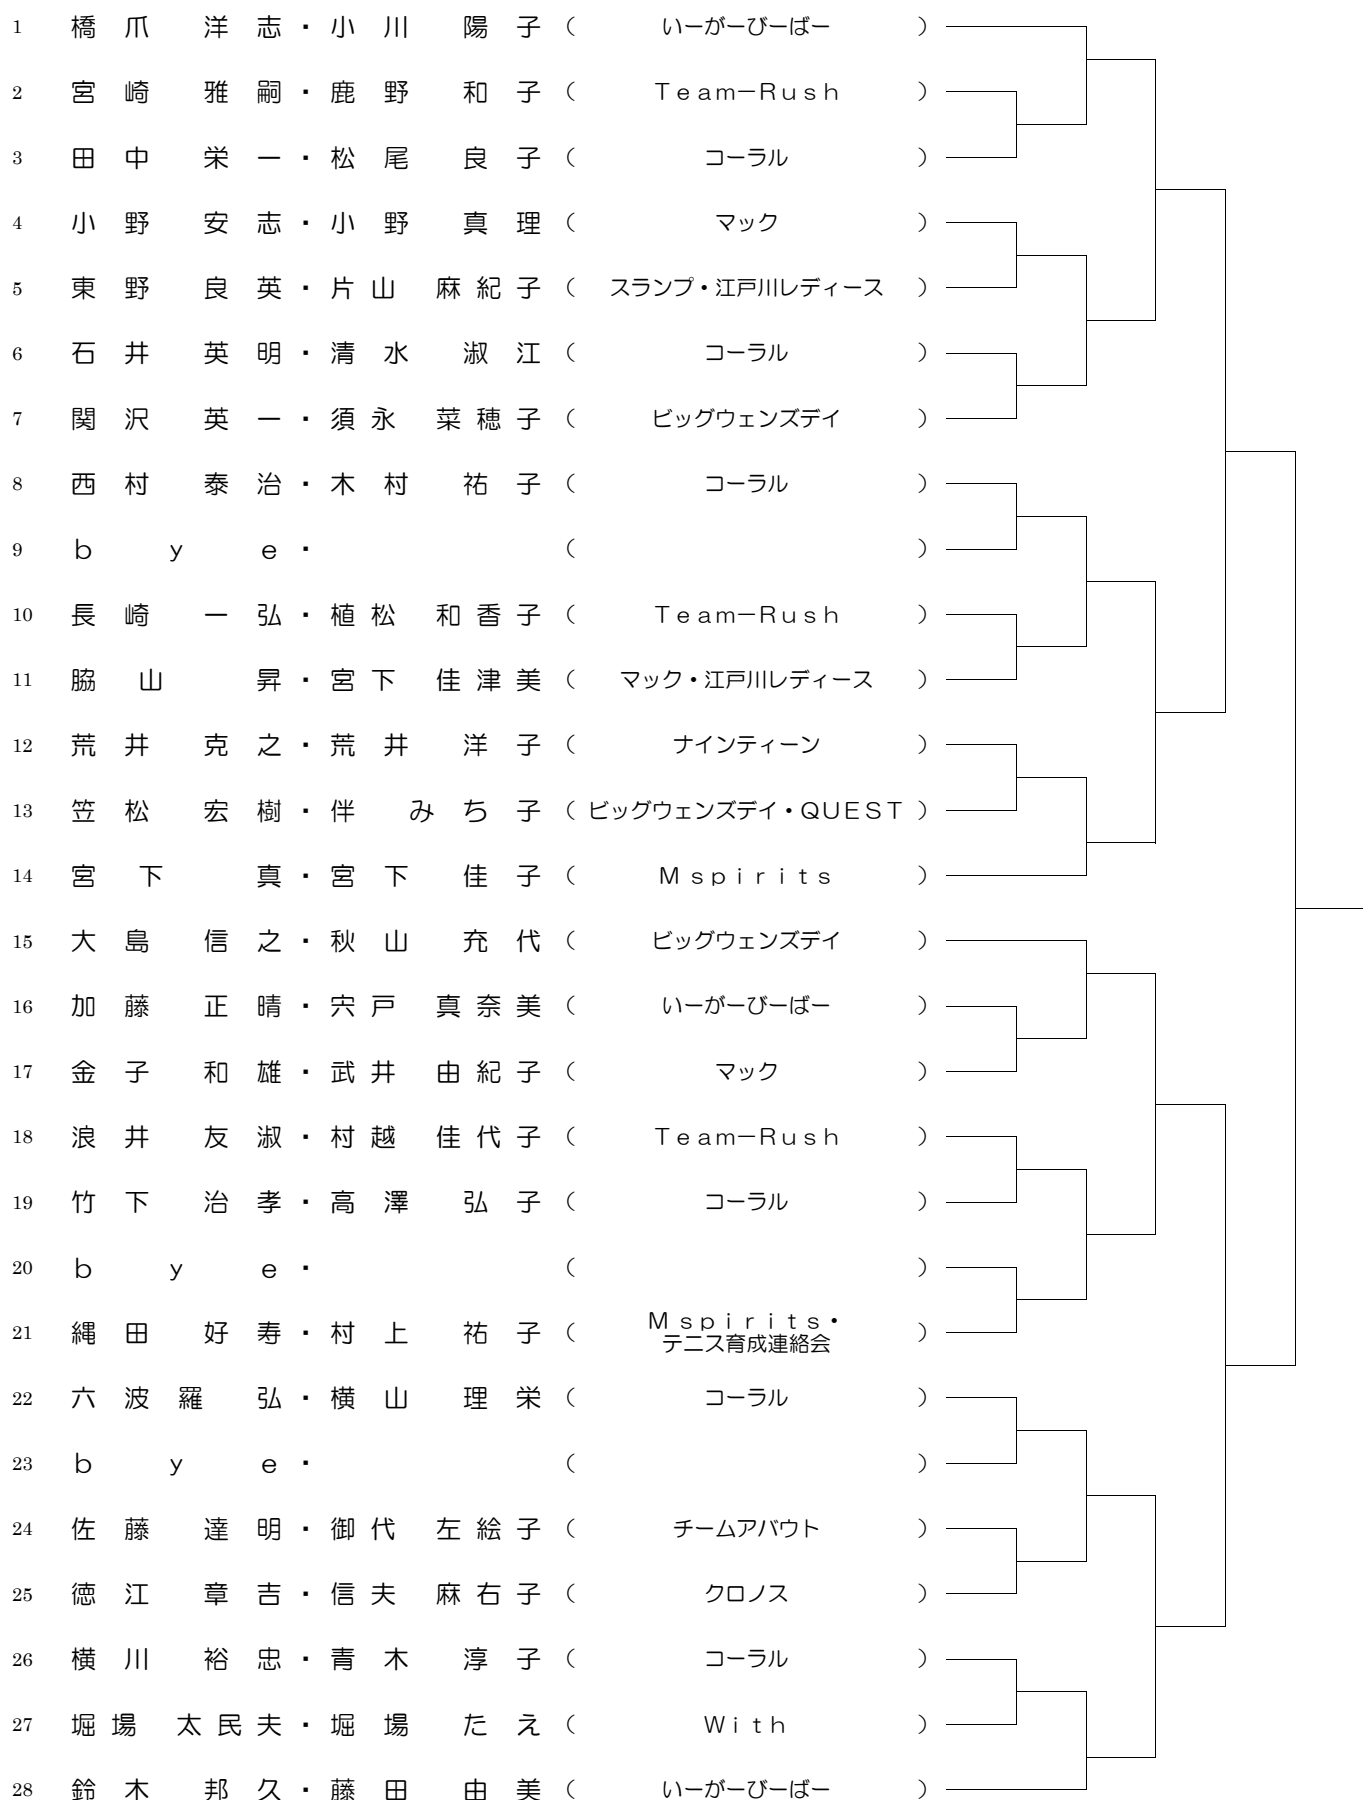 1 橋爪 洋志・小川 陽子 ( いーがーびーばー )
2 宮崎 雅嗣・鹿野 和子 ( Ｔｅａｍ－Ｒｕｓｈ )
3 田中 栄一・松尾 良子 ( コーラル )
4 小野 安志・小野 真理 ( マック )
5 東野 良英・片山 麻紀子 ( スランプ・江戸川レディース )
6 石井 英明・清水 淑江 ( コーラル )
7 関沢 英一・須永 菜穂子 ( ビッグウェンズデイ )
8 西村 泰治・木村 祐子 ( コーラル )
9 ｂｙｅ・ ( )
10 長崎 一弘・植松 和香子 ( Ｔｅａｍ－Ｒｕｓｈ )
11 脇山 昇・宮下 佳津美 ( マック・江戸川レディース )
12 荒井 克之・荒井 洋子 ( ナインティーン )
13 笠松 宏樹・伴 みち子 ( ビッグウェンズデイ・ＱＵＥＳＴ )
14 宮下 真・宮下 佳子 ( Ｍｓｐｉｒｉｔｓ )
15 大島 信之・秋山 充代 ( ビッグウェンズデイ )
16 加藤 正晴・宍戸 真奈美 ( いーがーびーばー )
17 金子 和雄・武井 由紀子 ( マック )
18 浪井 友淑・村越 佳代子 ( Ｔｅａｍ－Ｒｕｓｈ )
19 竹下 治孝・高澤 弘子 ( コーラル )
20 ｂｙｅ・ ( )
21 縄田 好寿・村上 祐子 ( Ｍｓｐｉｒｉｔｓ・
テニス育成連絡会 )
22 六波羅 弘・横山 理栄 ( コーラル )
23 ｂｙｅ・ ( )
24 佐藤 達明・御代 左絵子 ( チームアバウト )
25 徳江 章吉・信夫 麻右子 ( クロノス )
26 横川 裕忠・青木 淳子 ( コーラル )
27 堀場 太民夫・堀場 たえ ( Ｗｉｔｈ )
28 鈴木 邦久・藤田 由美 ( いーがーびーばー )